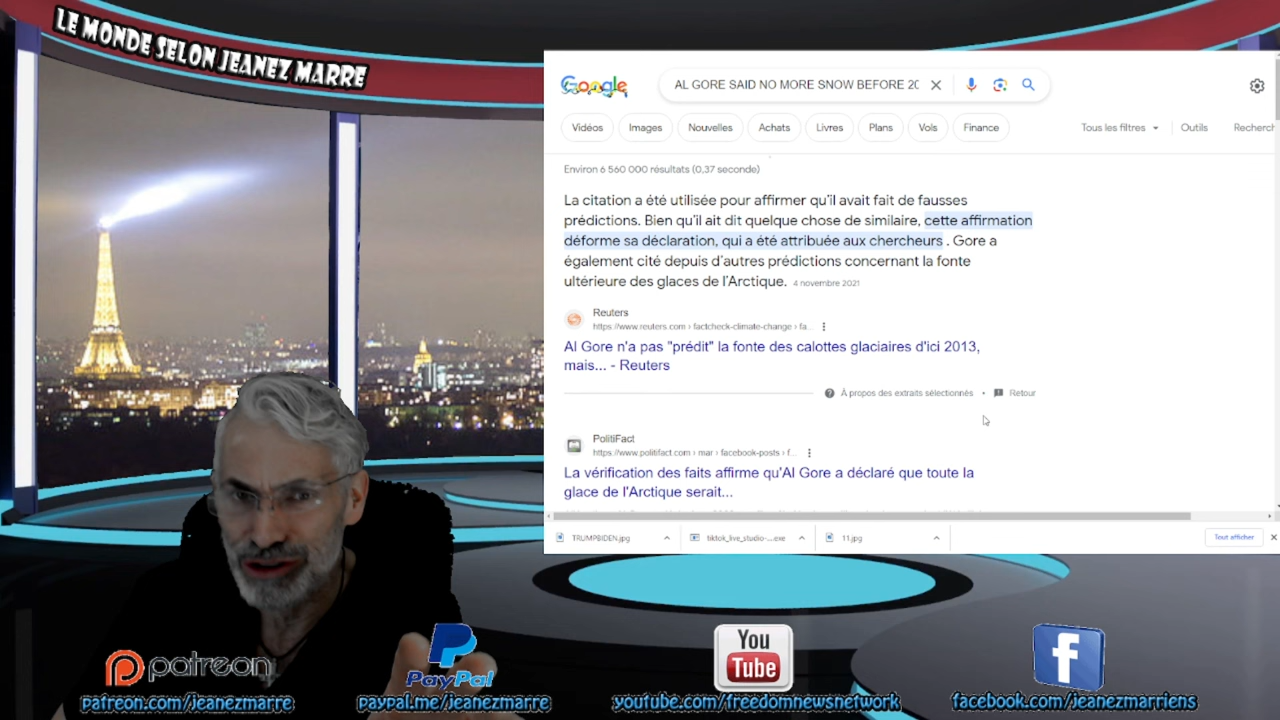 LE MONDE SELON JEANEZ MARRE
Google
AL GORE SAID NO MORE SNOW BEFORE 20
Vidéos Images Nouvelles Achats Livres Plans Vols Finance Tous les filtres Outils Recherch
Environ 6 560 000 résultats (0,37 seconde)
La citation a été utilisée pour affirmer qu'il avait fait de fausses
prédictions. Bien qu'il ait dit quelque chose de similaire, cette affirmation
déforme sa déclaration, qui a été attribuée aux chercheurs . Gore a
également cité depuis d'autres prédictions concernant la fonte
ultérieure des glaces de l'Arctique. 4 novembre 2021
Reuters
https://www.reuters.com › factcheck-climate-change › fa...
Al Gore n'a pas "prédit" la fonte des calottes glaciaires d'ici 2013,
mais... - Reuters
À propos des extraits sélectionnés • Retour
PolitiFact
https://www.politifact.com › mar › facebook-posts › f...
La vérification des faits affirme qu'Al Gore a déclaré que toute la
glace de l'Arctique serait...
TRUMPBIDEN.jpg tiktok_live_studio-....exe 11.jpg Tout afficher
patreon PayPal You Tube f
patreon.com/jeanezmarre paypal.me/jeanezmarre youtube.com/freedomnewsnetwork facebook.com/jeanezmarriens